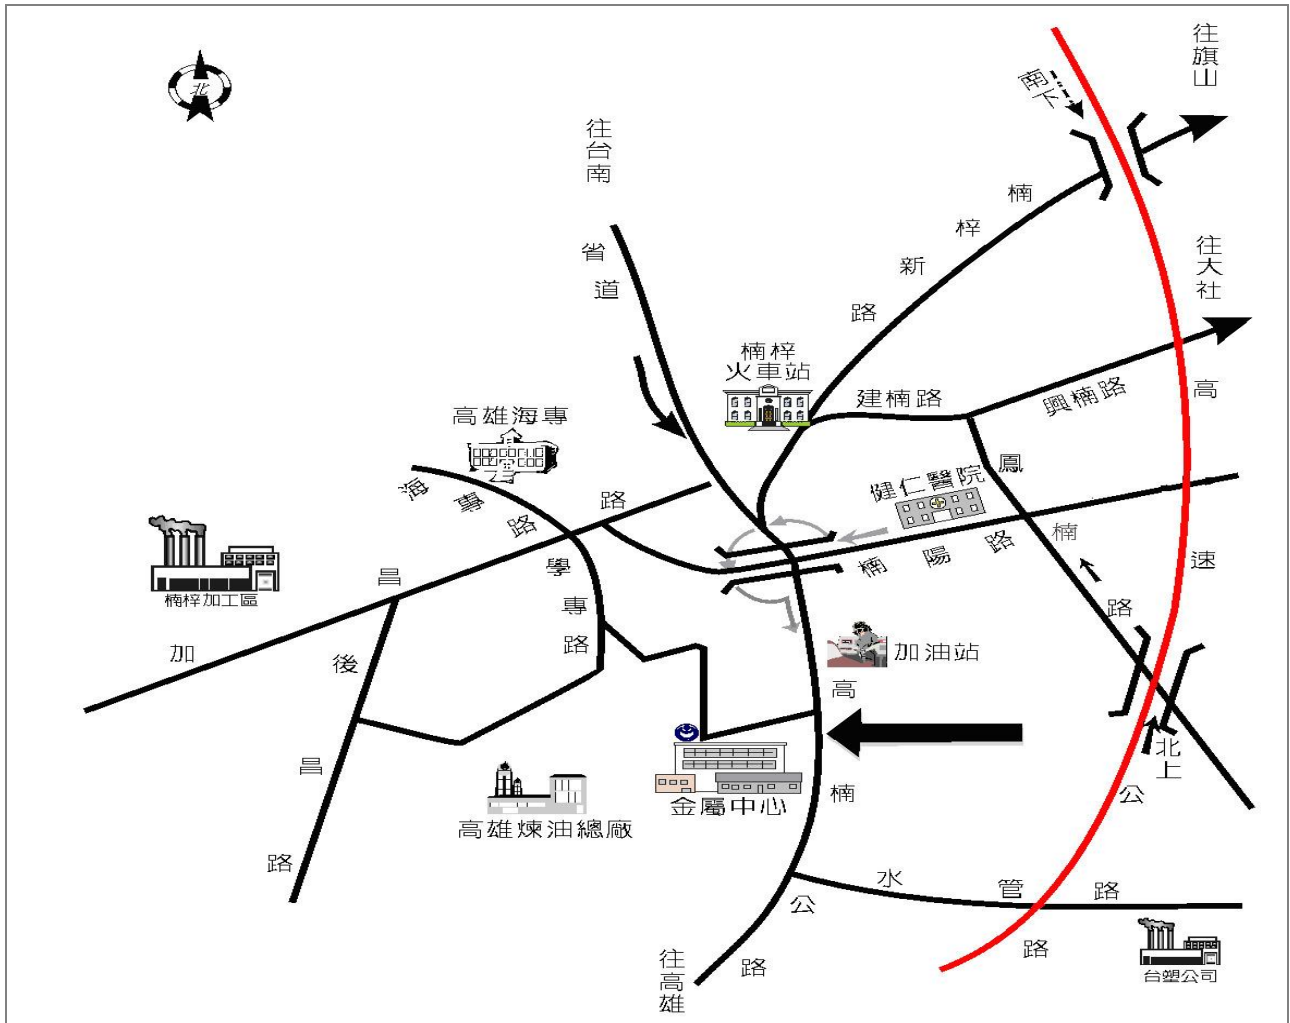 北
往旗山
南下
往台南
省道
楠梓新路
往大社
楠梓
火車站
建楠路
興楠路
高雄海專
海專路
鳳楠路
健仁醫院
楠陽路
高速公路
楠梓加工區
加昌路
學專路
後昌路
加油站
高楠公路
北上
金屬中心
高雄煉油總廠
水管路
台塑公司
往高雄